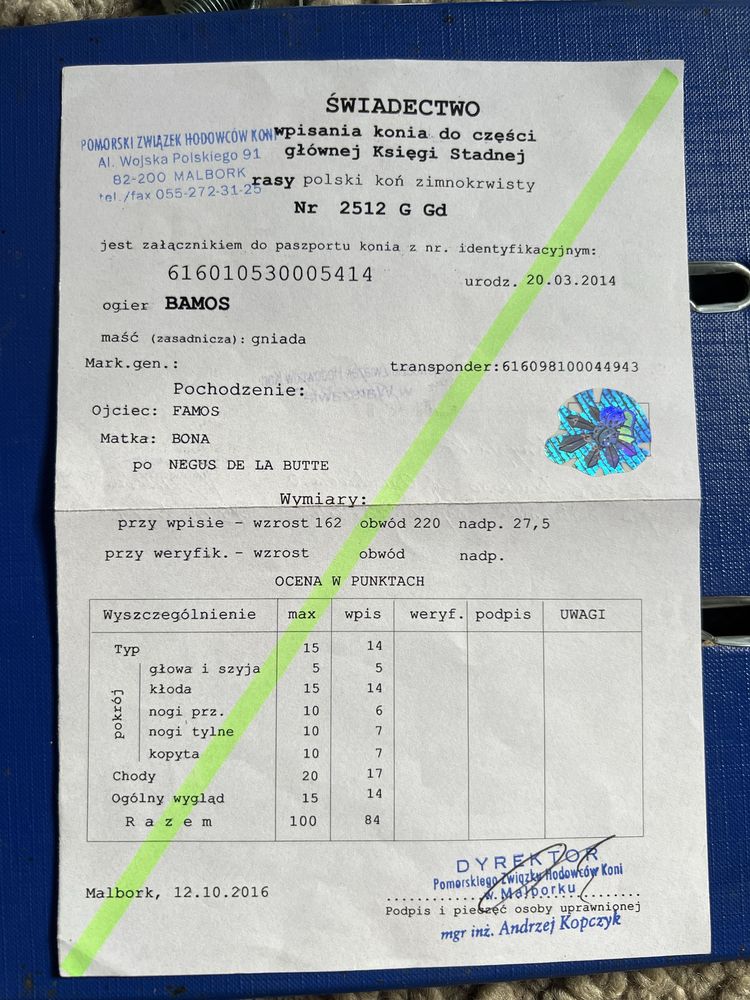 ŚWIADECTWO
POMORSKI ZWIĄZEK HODOWCÓW KONI
Al. Wojska Polskiego 91
82-200 MALBORK
tel./fax 055-272-31-25
wpisania konia do części
głównej Księgi Stadnej
rasy polski koń zimnokrwisty
Nr 2512 G Gd
jest załącznikiem do paszportu konia z nr. identyfikacyjnym:
616010530005414 urodz. 20.03.2014
ogier BAMOS
maść (zasadnicza): gniada
Mark.gen.: transponder:616098100044943
Pochodzenie:
Ojciec: FAMOS
Matka: BONA
po NEGUS DE LA BUTTE
Wymiary:
przy wpisie - wzrost 162 obwód 220 nadp. 27,5
przy weryfik. - wzrost obwód nadp.
OCENA W PUNKTACH
Wyszczególnienie max wpis weryf. podpis UWAGI
Typ 15 14
pokrój
głowa i szyja 5 5
kłoda 15 14
nogi prz. 10 6
nogi tylne 10 7
kopyta 10 7
Chody 20 17
Ogólny wygląd 15 14
Razem 100 84
Malbork, 12.10.2016
DYREKTOR
Pomorskiego Związku Hodowców Koni
w Malborku
Podpis i pieczęć osoby uprawnionej
mgr inż. Andrzej Kopczyk